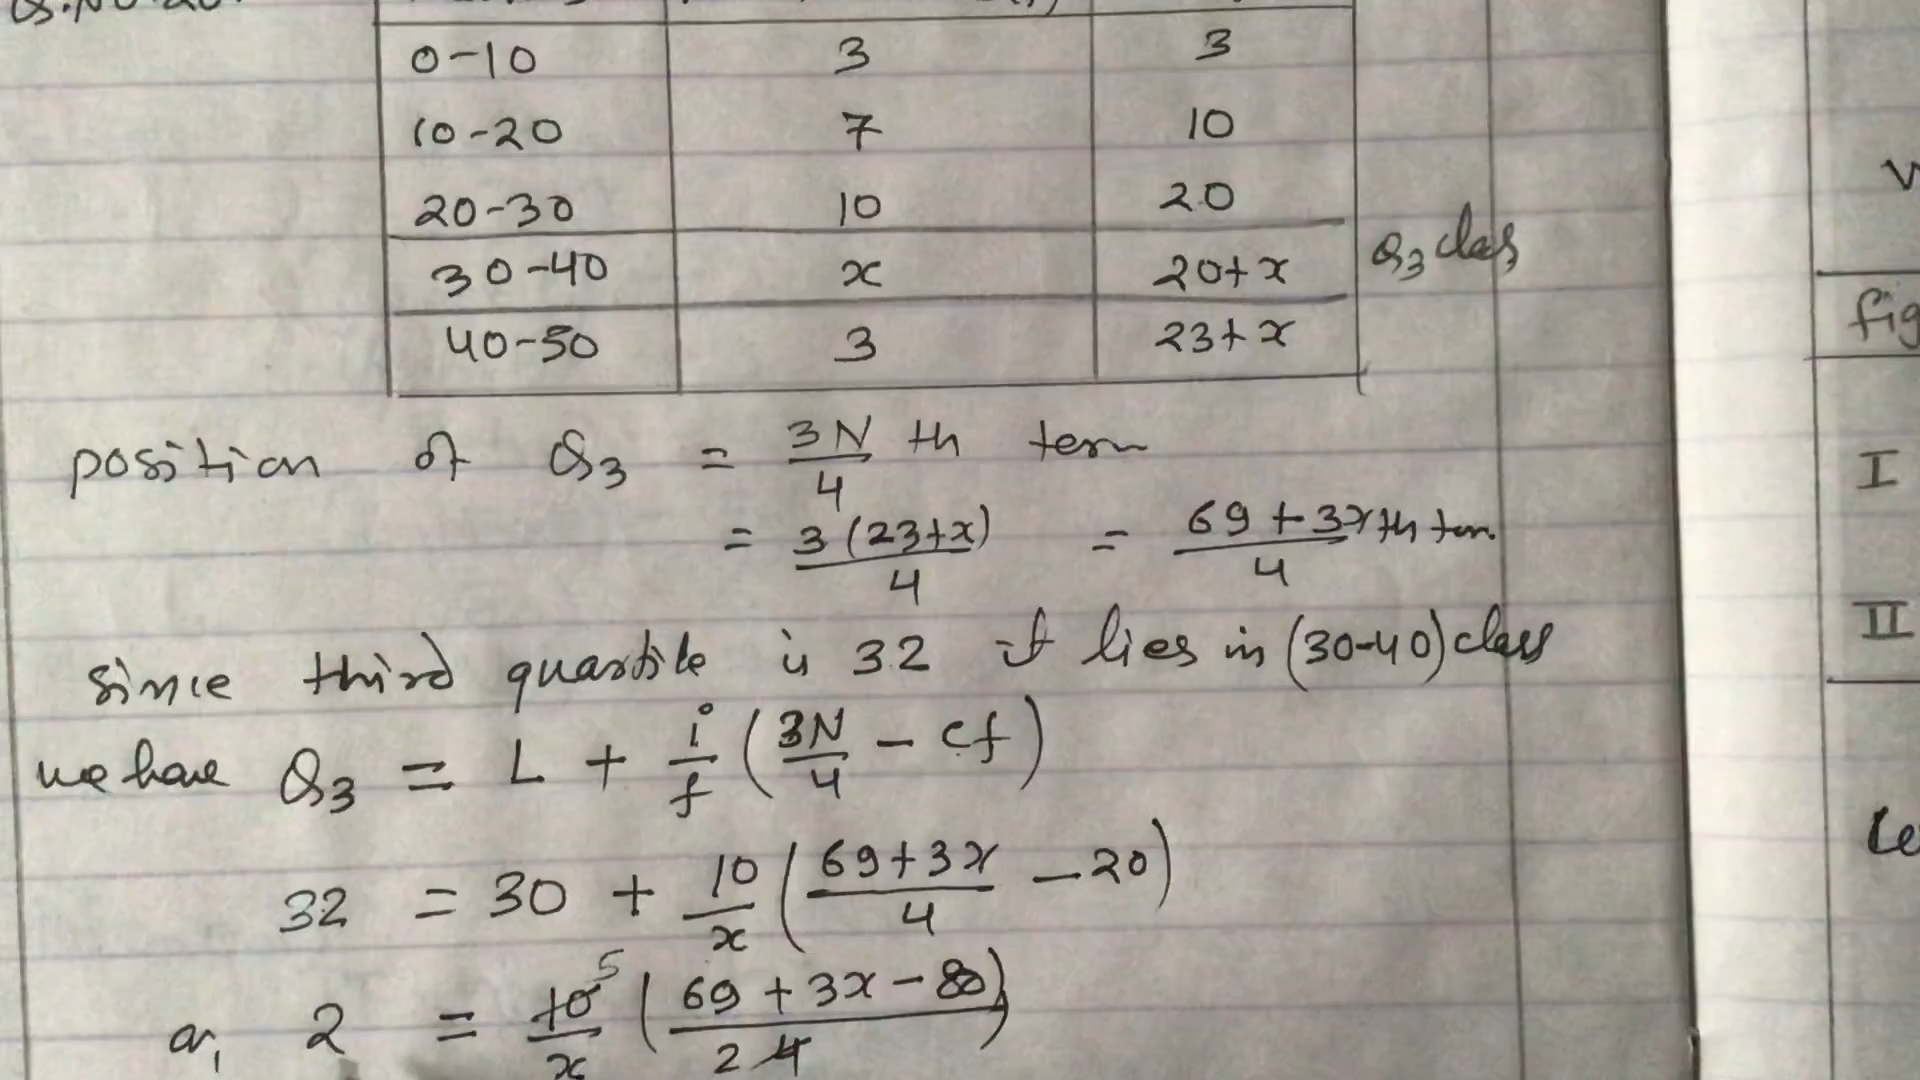 0-10 3 3
10-20 7 10
20-30 10 20
30-40 x 20+x Q3 class
40-50 3 23+x
position of Q3 = 3N/4 th term
= 3(23+x)/4 = 69+3x/4 th term
since third quartile is 32 it lies in (30-40) class
we have Q3 = L + i/f (3N/4 - cf)
32 = 30 + 10/x (69+3x/4 - 20)
or, 2 = 10 5/x (69+3x-80/2 4)
I
II